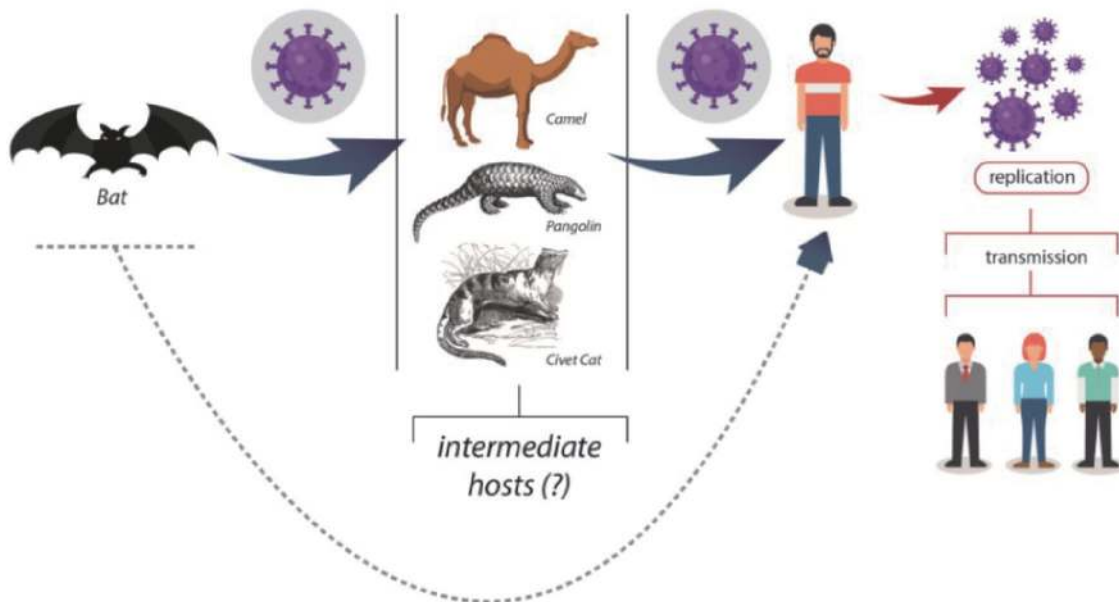 Bat
Camel
Pangolin
Civet Cat
intermediate
hosts (?)
replication
transmission